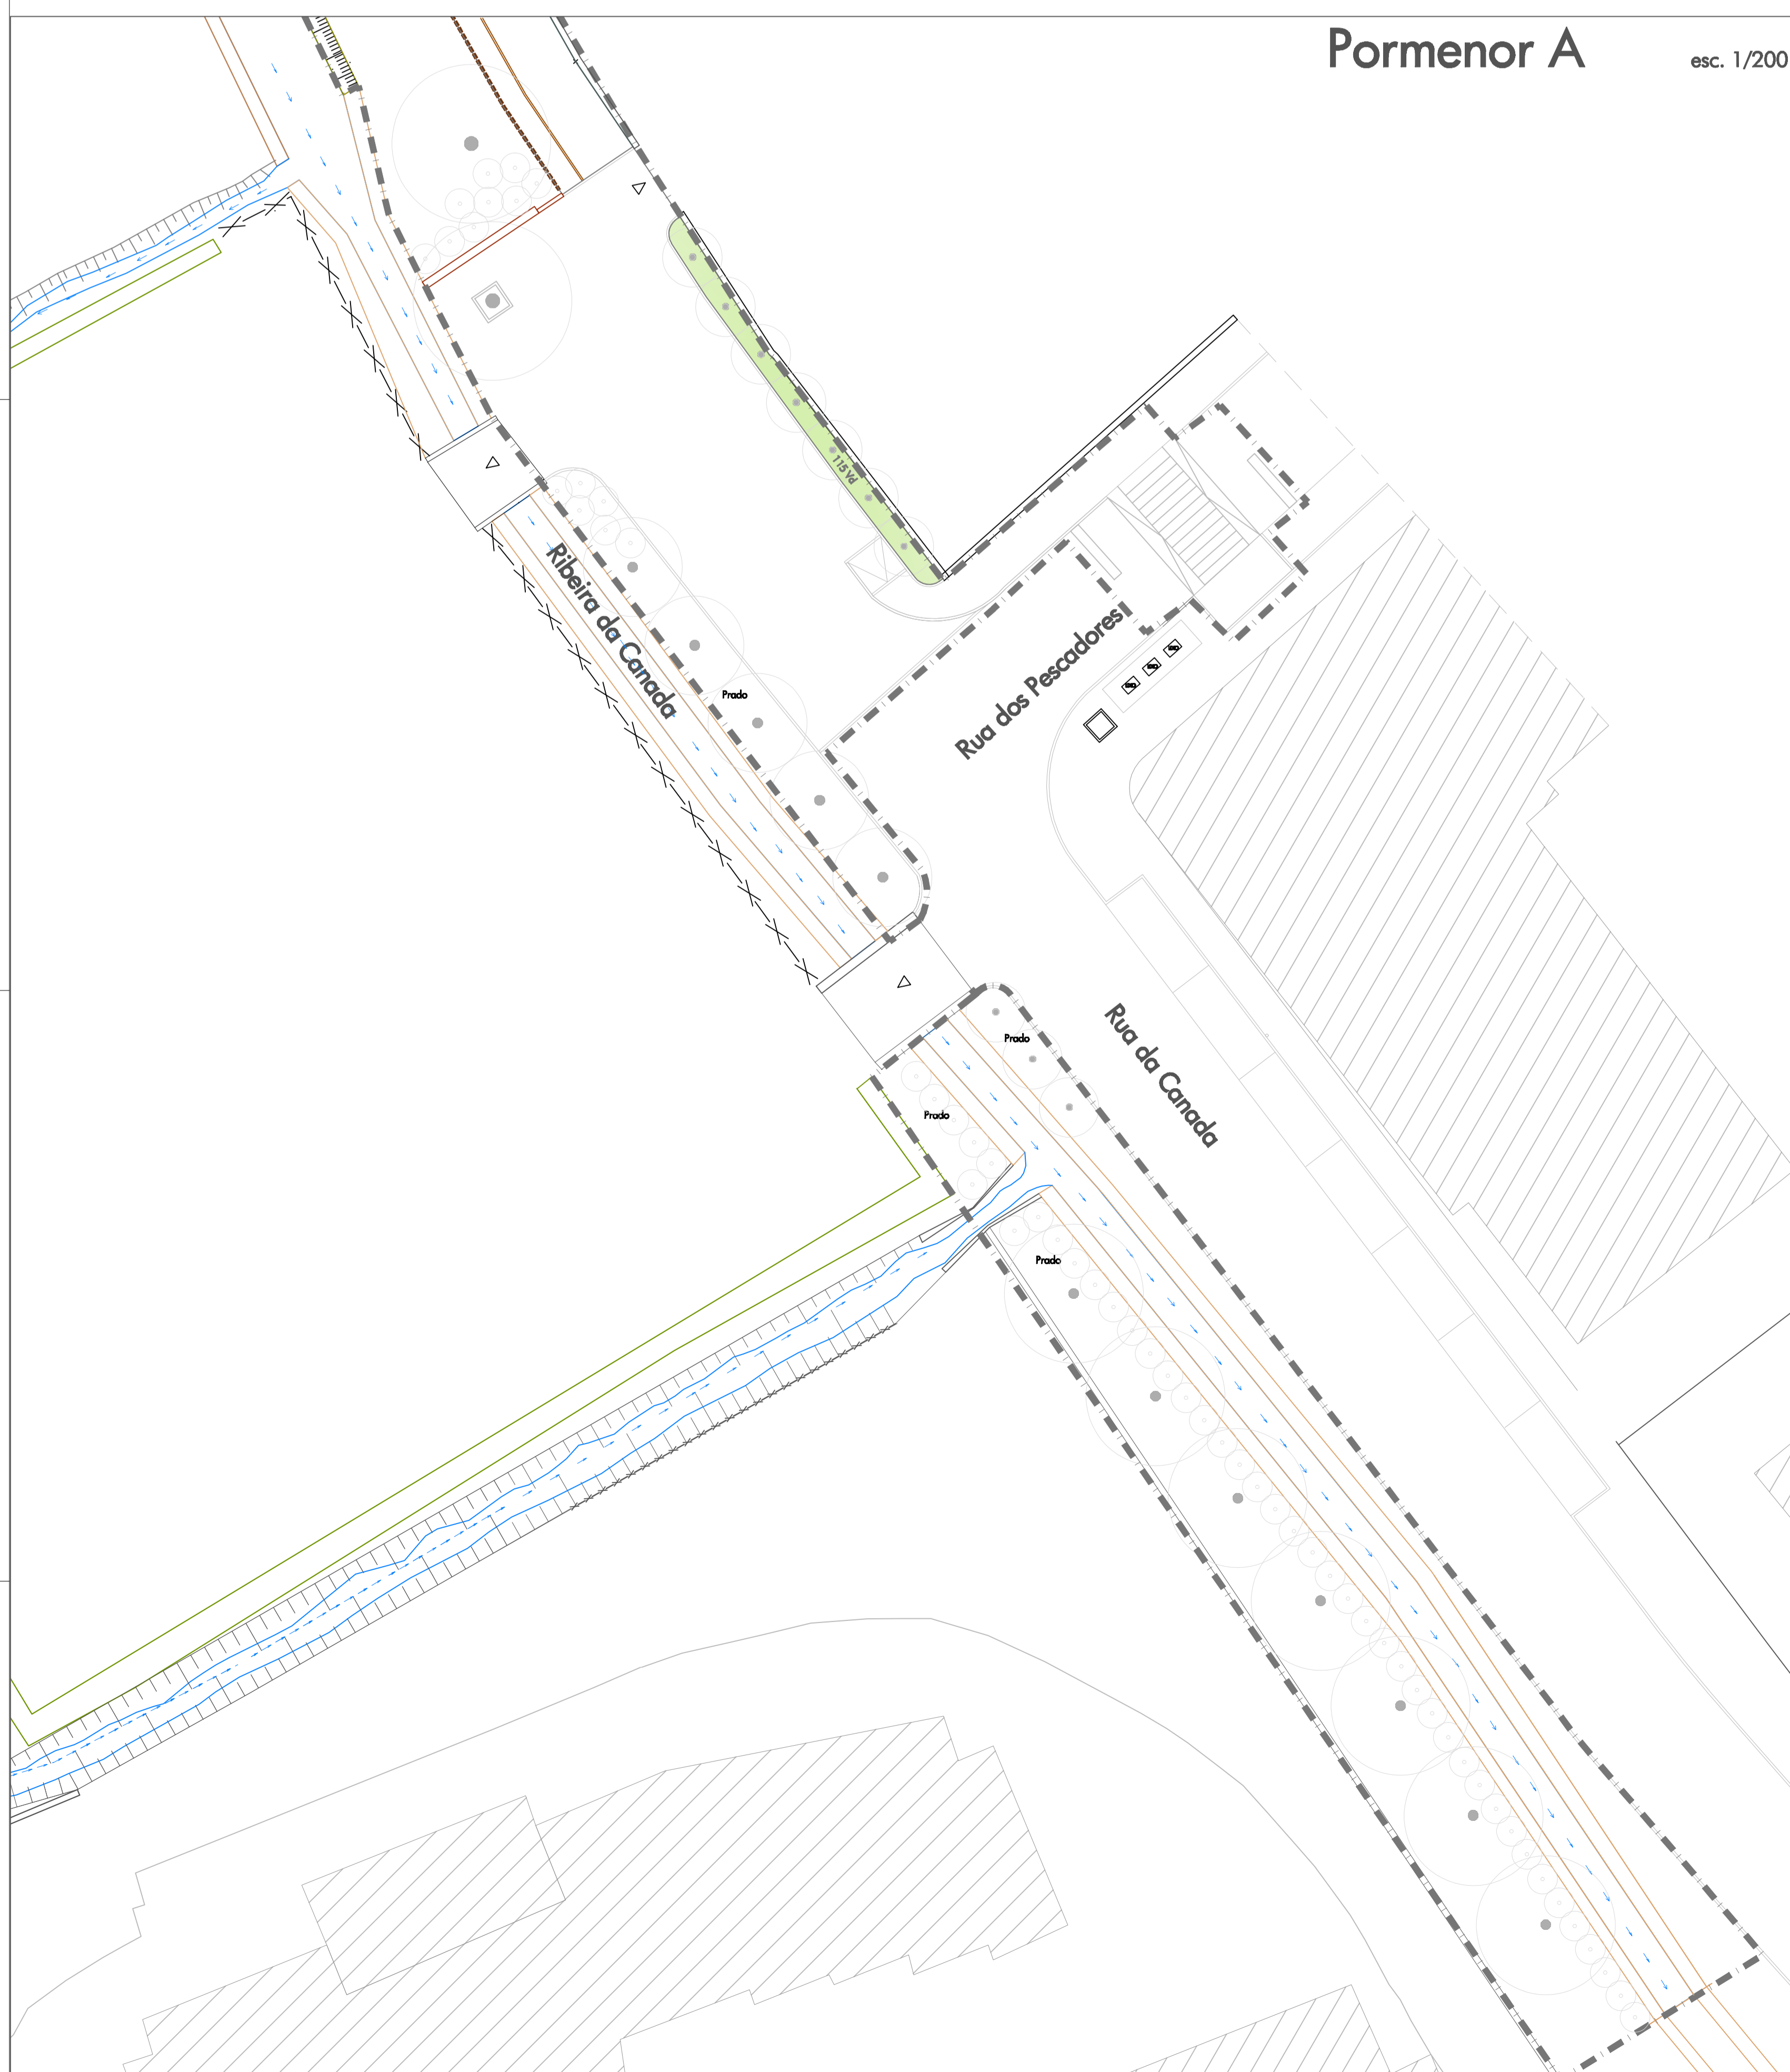 Pormenor A
esc. 1/200
115 Vd
Ribeira da Canada
Rua dos Pescadores
Prado
Rua da Canada
Prado
Prado
Prado